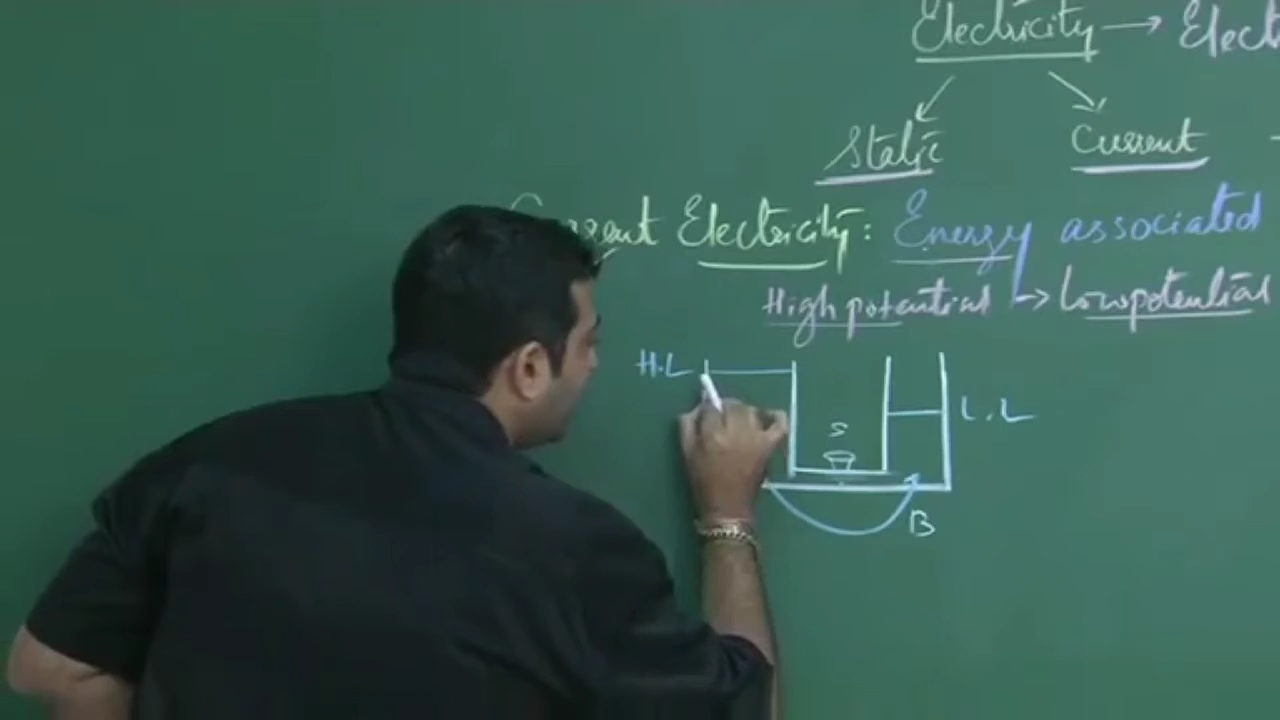 Electricity → Elect
Static Current
Current Electricity: Energy associated
High potential → Low potential
H.L
L.L
S
B